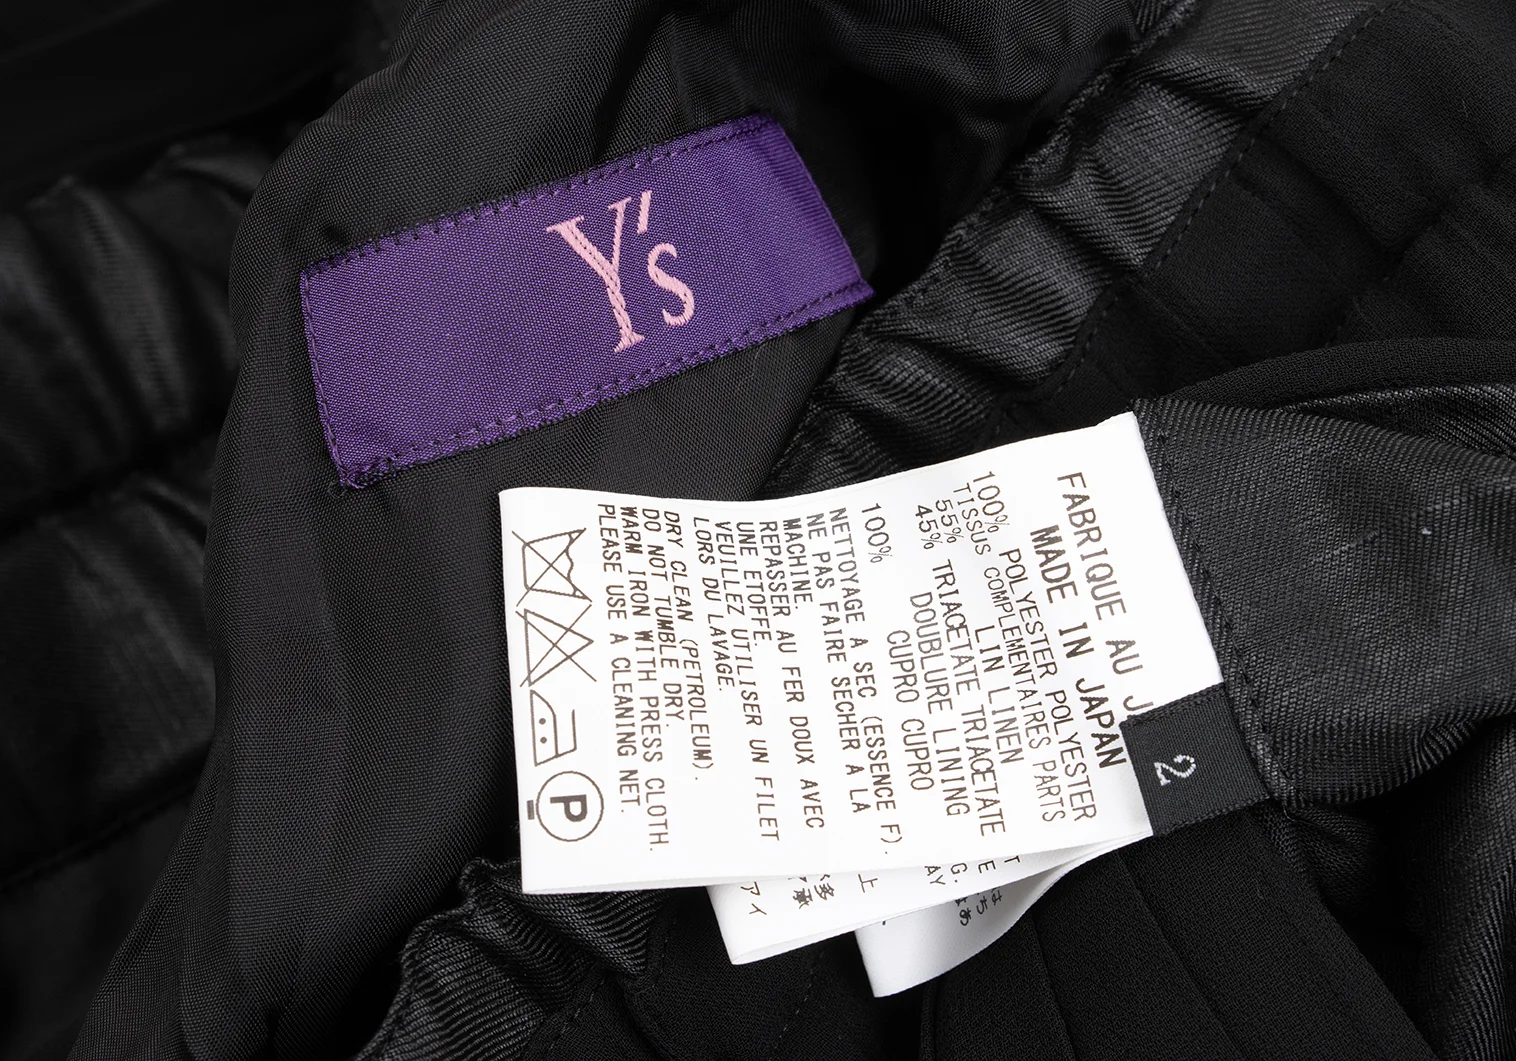 Y's
FABRIQUE AU J
MADE IN JAPAN
100% POLYESTER POLYESTER
TISSUS COMPLEMENTAIRES PARTS
55% LIN LINEN
45% TRIACETATE TRIACETATE
DOUBLURE LINING
100% CUPRO CUPRO
NETTOYAGE A SEC (ESSENCE F).
NE PAS FAIRE SECHER A LA
MACHINE.
REPASSER AU FER DOUX AVEC
UNE ETOFFE.
VEUILLEZ UTILISER UN FILET
LORS DU LAVAGE.
DRY CLEAN (PETROLEUM).
DO NOT TUMBLE DRY.
WARM IRON WITH PRESS CLOTH.
PLEASE USE A CLEANING NET.
P
2